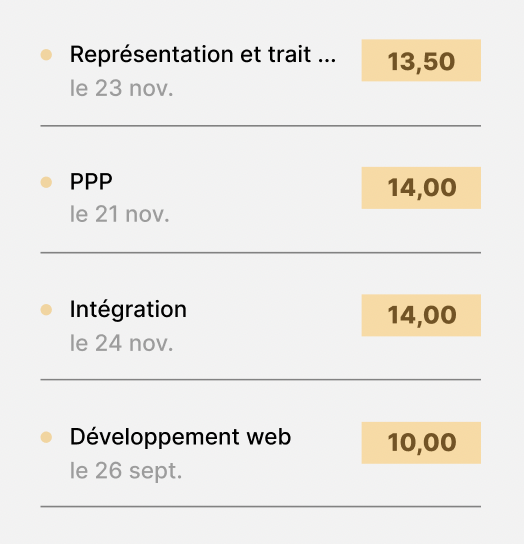 Représentation et trait ...
13,50
le 23 nov.
PPP
14,00
le 21 nov.
Intégration
14,00
le 24 nov.
Développement web
10,00
le 26 sept.